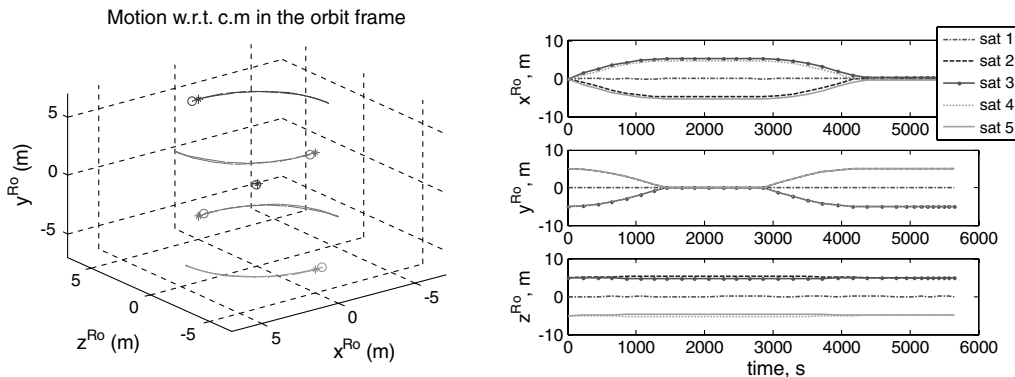 Motion w.r.t. c.m in the orbit frame
5
0
-5
y^Ro (m)
5
0
-5
z^Ro (m)
5
0
-5
x^Ro (m)
10
0
-10
x^Ro, m
0 1000 2000 3000 4000 5000
sat 1
sat 2
sat 3
sat 4
sat 5
10
0
-10
y^Ro, m
0 1000 2000 3000 4000 5000 6000
10
0
-10
z^Ro, m
0 1000 2000 3000 4000 5000 6000
time, s